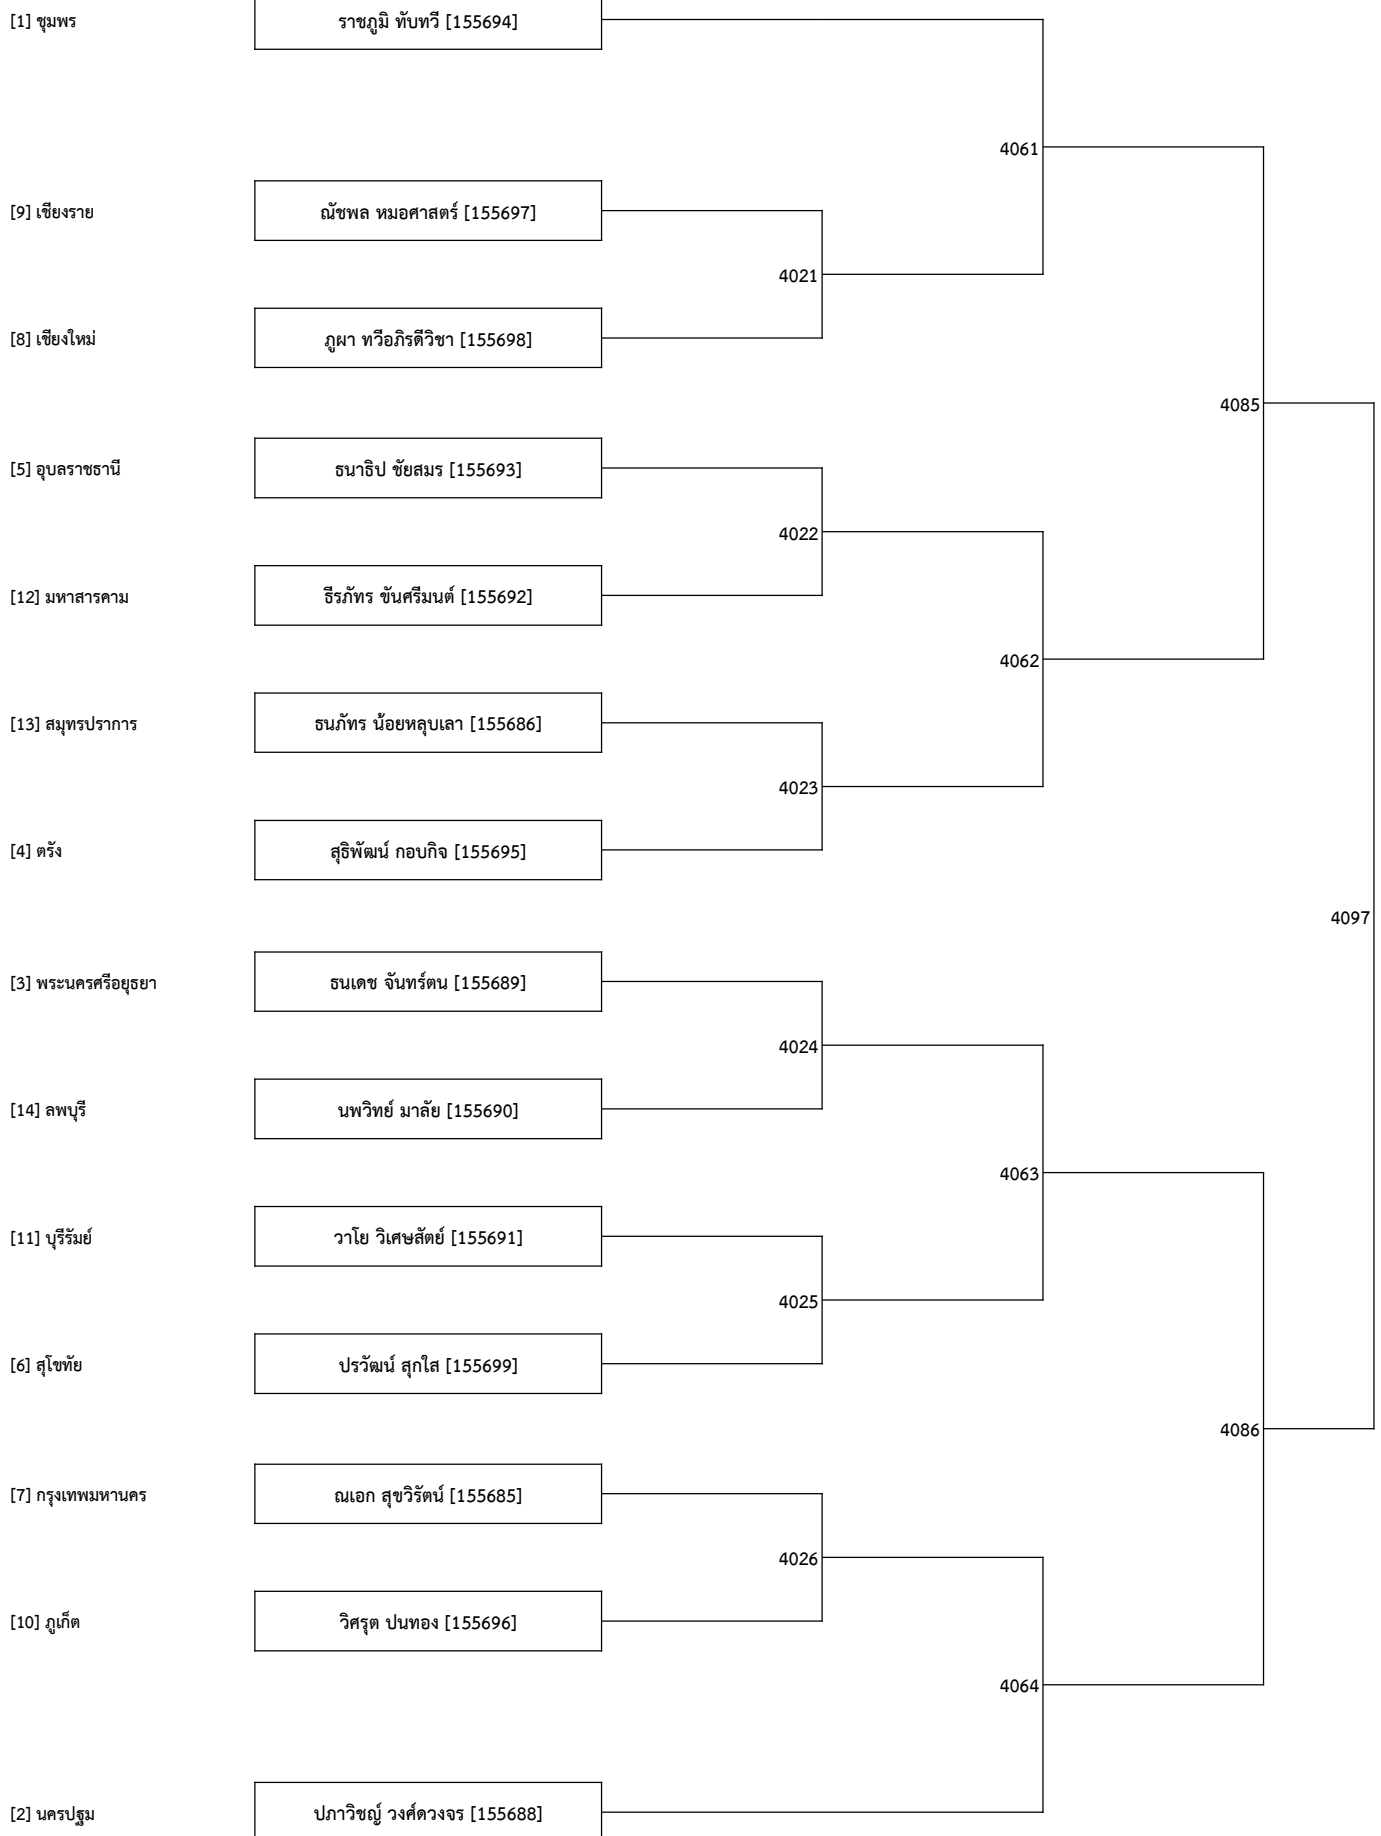 [1] ชุมพร
ราชภูมิ ทับทวี [155694]
4061
[9] เชียงราย
ณัชพล หมอศาสตร์ [155697]
4021
[8] เชียงใหม่
ภูผา ทวีอภิรดีวิชา [155698]
4085
[5] อุบลราชธานี
ธนาธิป ชัยสมร [155693]
4022
[12] มหาสารคาม
ธีรภัทร ขันศรีมนต์ [155692]
4062
[13] สมุทรปราการ
ธนภัทร น้อยหลุบเลา [155686]
4023
[4] ตรัง
สุธิพัฒน์ กอบกิจ [155695]
4097
[3] พระนครศรีอยุธยา
ธนเดช จันทร์ตน [155689]
4024
[14] ลพบุรี
นพวิทย์ มาลัย [155690]
4063
[11] บุรีรัมย์
วาโย วิเศษสัตย์ [155691]
4025
[6] สุโขทัย
ปรวัฒน์ สุกใส [155699]
4086
[7] กรุงเทพมหานคร
ณเอก สุขวิรัตน์ [155685]
4026
[10] ภูเก็ต
วิศรุต ปนทอง [155696]
4064
[2] นครปฐม
ปภาวิชญ์ วงศ์ดวงจร [155688]